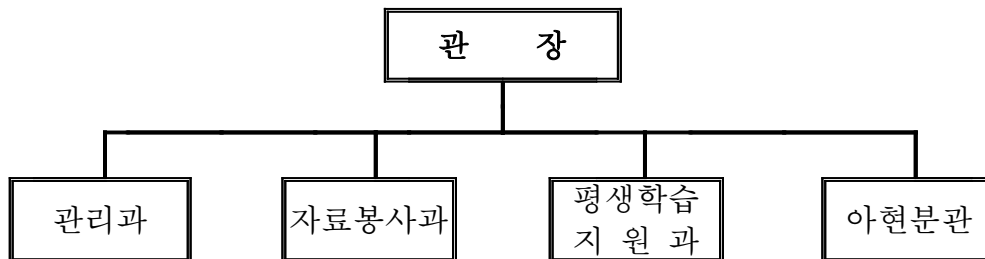 관 장
관리과
자료봉사과
평생학습
지 원 과
아현분관